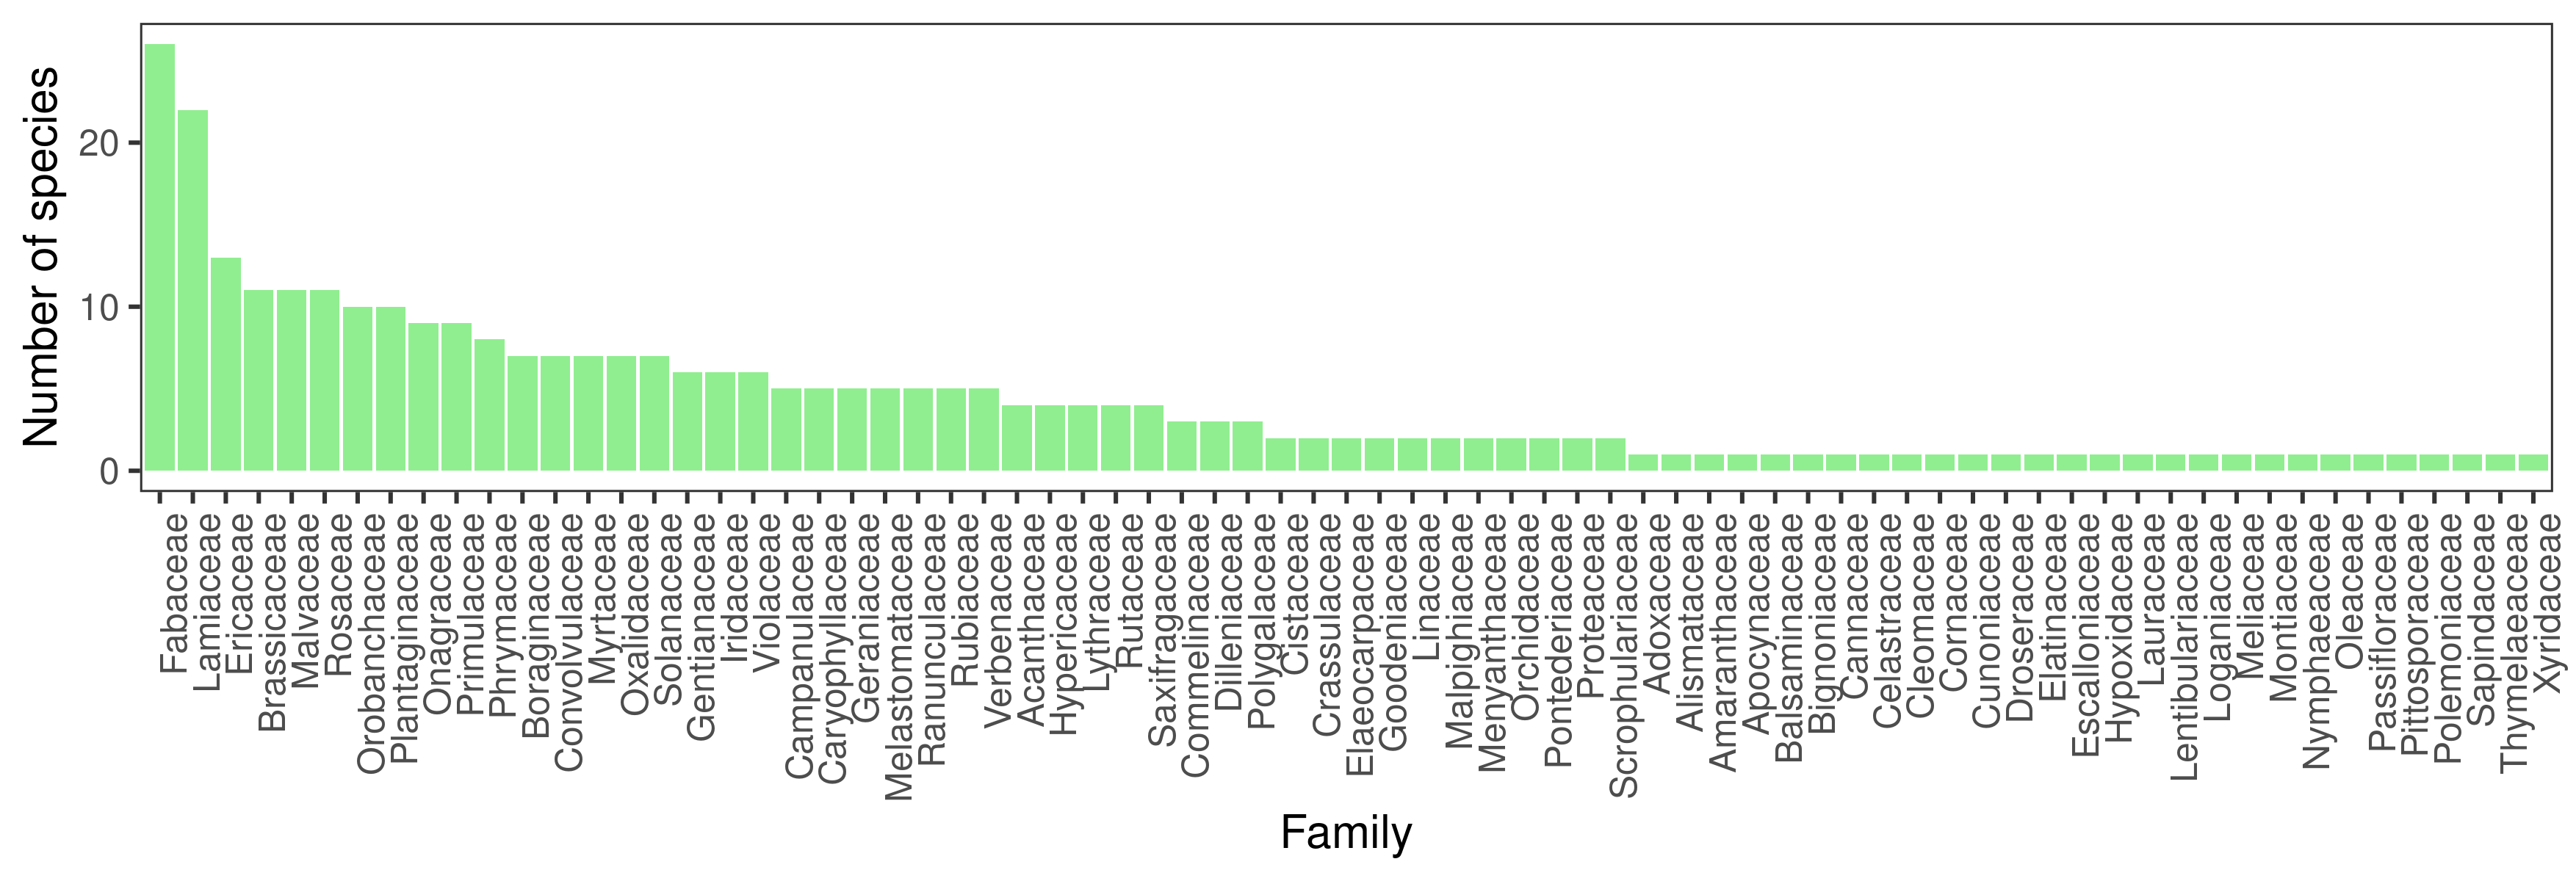 Number of species
20
10
0
Fabaceae
Lamiaceae
Ericaceae
Brassicaceae
Malvaceae
Rosaceae
Orobanchaceae
Plantaginaceae
Onagraceae
Primulaceae
Phrymaceae
Boraginaceae
Convolvulaceae
Myrtaceae
Oxalidaceae
Solanaceae
Gentianaceae
Iridaceae
Violaceae
Campanulaceae
Caryophyllaceae
Geraniaceae
Melastomataceae
Ranunculaceae
Rubiaceae
Verbenaceae
Acanthaceae
Hypericaceae
Lythraceae
Rutaceae
Saxifragaceae
Commelinaceae
Dilleniaceae
Polygalaceae
Cistaceae
Crassulaceae
Elaeocarpaceae
Goodeniaceae
Linaceae
Malpighiaceae
Menyanthaceae
Orchidaceae
Pontederiaceae
Proteaceae
Scrophulariaceae
Adoxaceae
Alismataceae
Amaranthaceae
Apocynaceae
Balsaminaceae
Bignoniaceae
Cannaceae
Celastraceae
Cleomaceae
Cornaceae
Cunoniaceae
Droseraceae
Elatinaceae
Escalloniaceae
Hypoxidaceae
Lauraceae
Lentibulariaceae
Loganiaceae
Meliaceae
Montiaceae
Nymphaeaceae
Oleaceae
Passifloraceae
Pittosporaceae
Polemoniaceae
Sapindaceae
Thymelaeaceae
Xyridaceae
Family